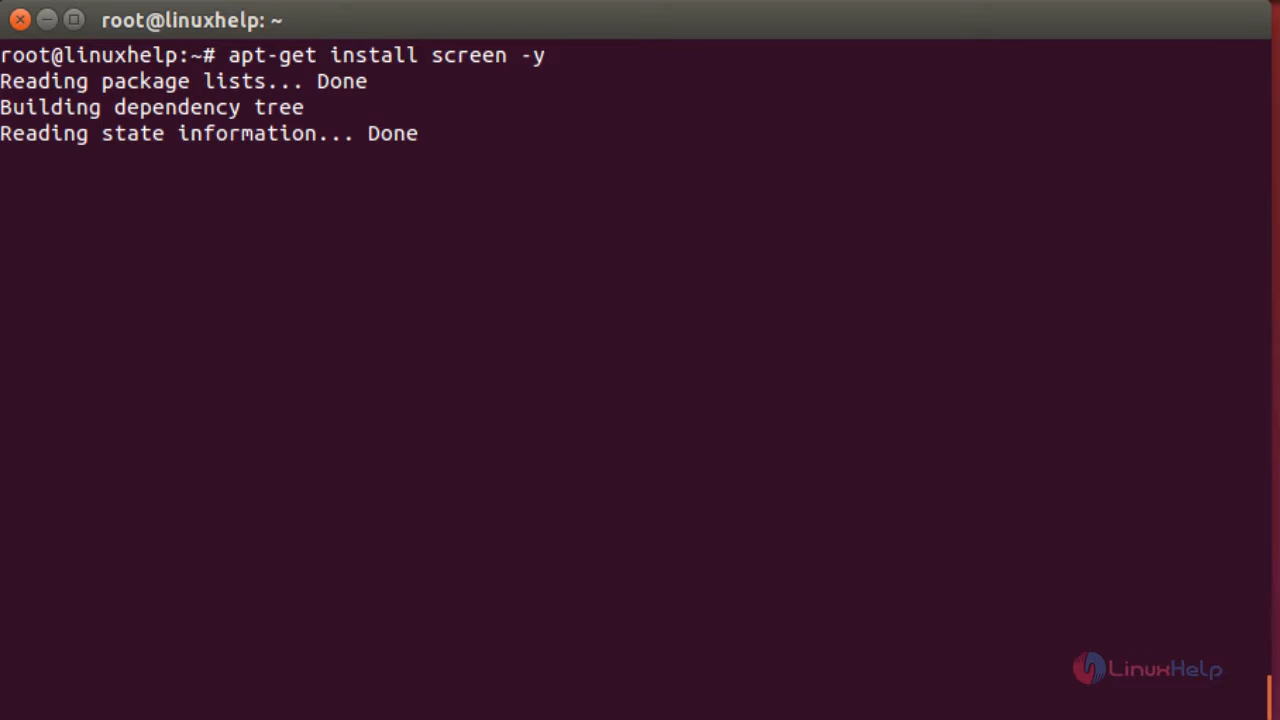 root@linuxhelp: ~
root@linuxhelp:~# apt-get install screen -y
Reading package lists... Done
Building dependency tree
Reading state information... Done
LinuxHelp